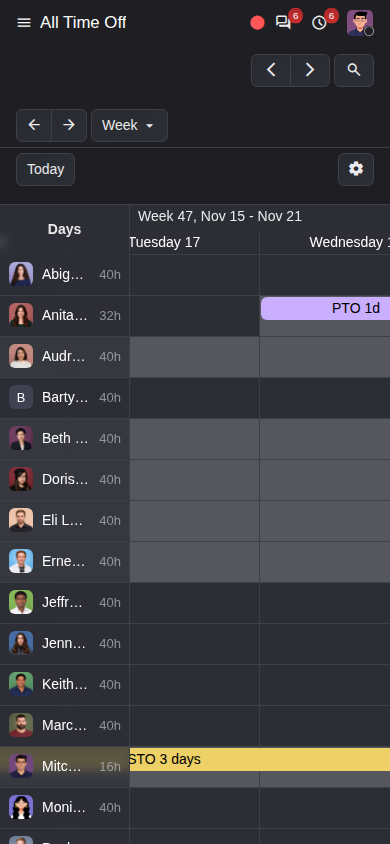 All Time Off 6 6
Week
Today
Week 47, Nov 15 - Nov 21
Days
Tuesday 17 Wednesday
Abig... 40h
Anita... 32h PTO 1d
Audr... 40h
B Barty... 40h
Beth ... 40h
Doris... 40h
Eli L... 40h
Erne... 40h
Jeffr... 40h
Jenn... 40h
Keith... 40h
Marc... 40h
Mitc... 16h STO 3 days
Moni... 40h